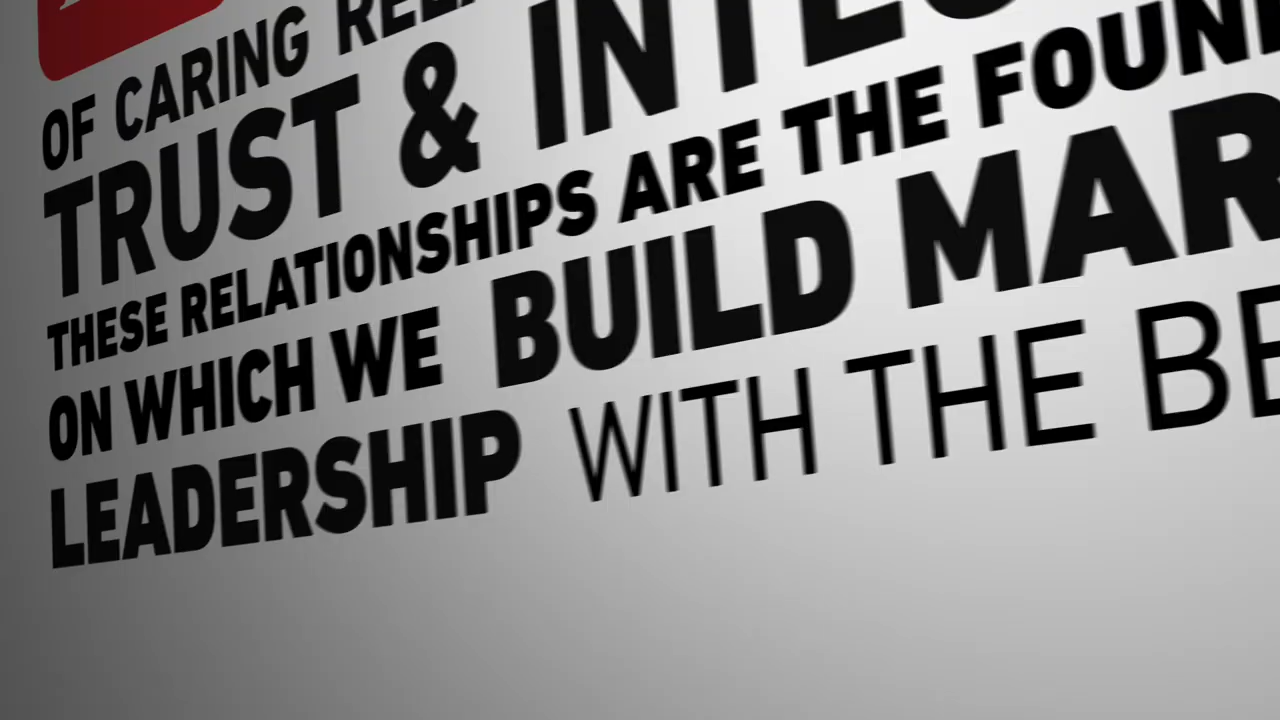 OF CARING
TRUST &
THESE RELATIONSHIPS ARE THE
ON WHICH WE BUILD
LEADERSHIP WITH THE